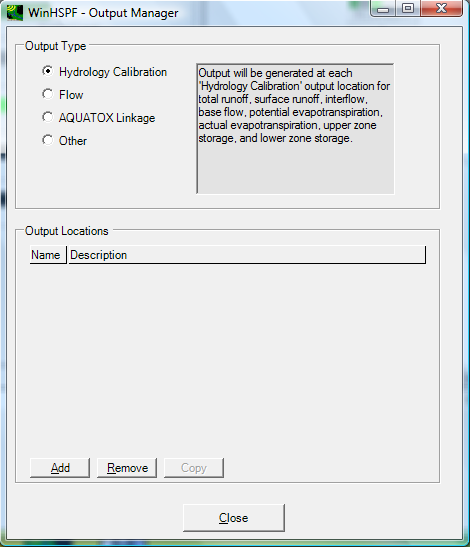 WinHSPF - Output Manager
Output Type
Hydrology Calibration
Flow
AQUATOX Linkage
Other
Output will be generated at each
'Hydrology Calibration' output location for
total runoff, surface runoff, interflow,
base flow, potential evapotranspiration,
actual evapotranspiration, upper zone
storage, and lower zone storage.
Output Locations
Name Description
Add Remove Copy
Close